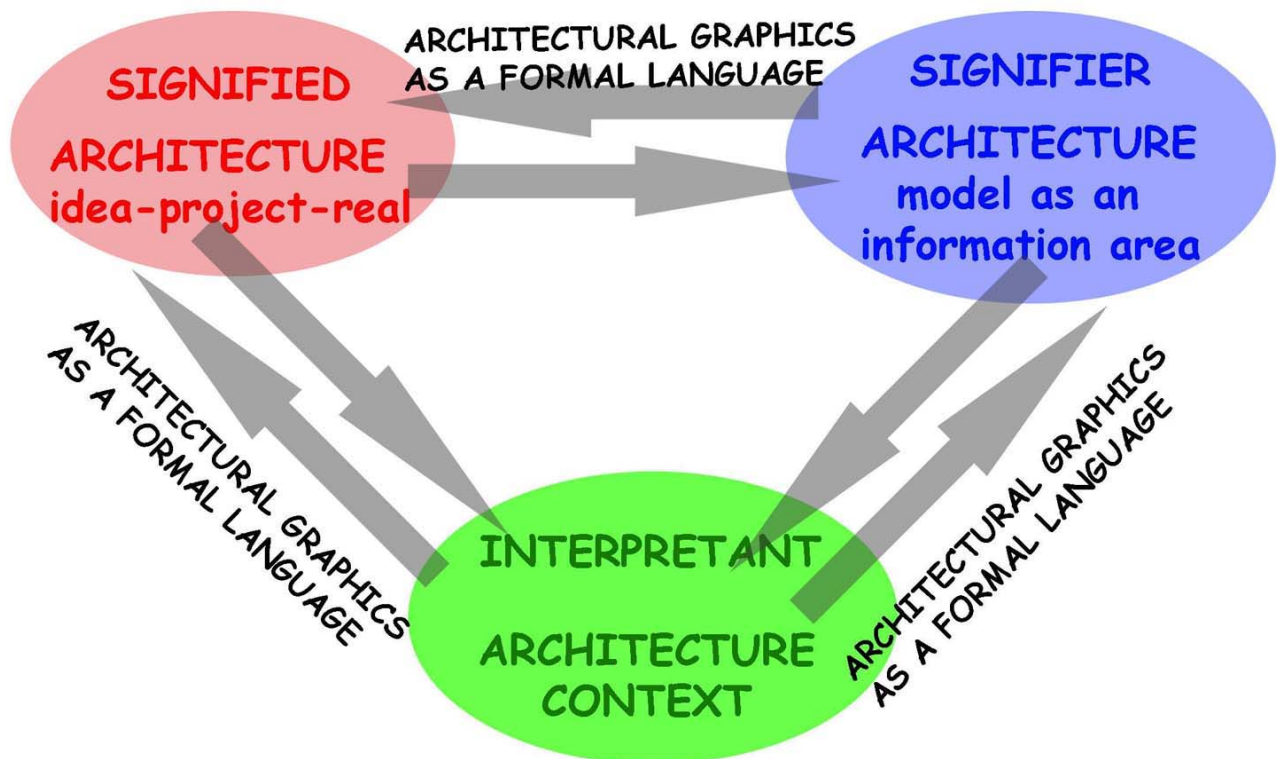 SIGNIFIED
ARCHITECTURE
idea-project-real
ARCHITECTURAL GRAPHICS
AS A FORMAL LANGUAGE
SIGNIFIER
ARCHITECTURE
model as an
information area
ARCHITECTURAL GRAPHICS
AS A FORMAL LANGUAGE
INTERPRETANT
ARCHITECTURE
CONTEXT
ARCHITECTURAL GRAPHICS
AS A FORMAL LANGUAGE